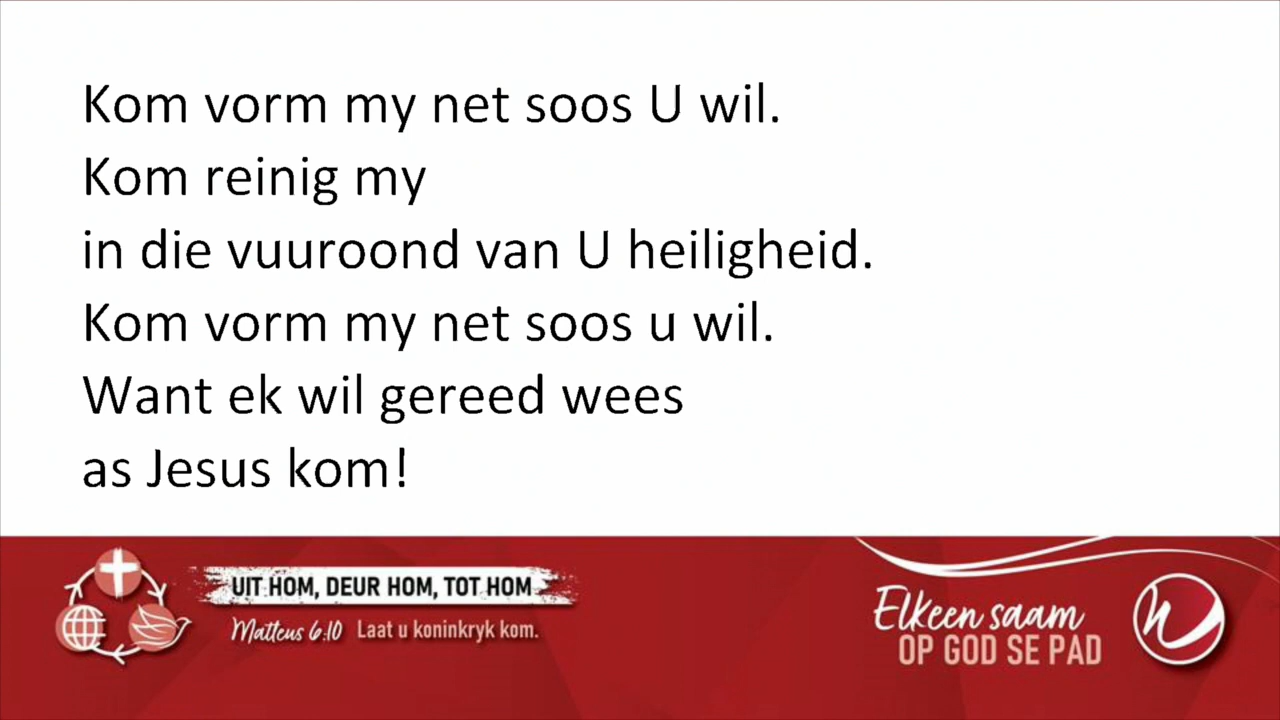 Kom vorm my net soos U wil.
Kom reinig my
in die vuuroond van U heiligheid.
Kom vorm my net soos u wil.
Want ek wil gereed wees
as Jesus kom!
UIT HOM, DEUR HOM, TOT HOM
Matteus 6:10 Laat u koninkryk kom.
Elkeen saam
OP GOD SE PAD